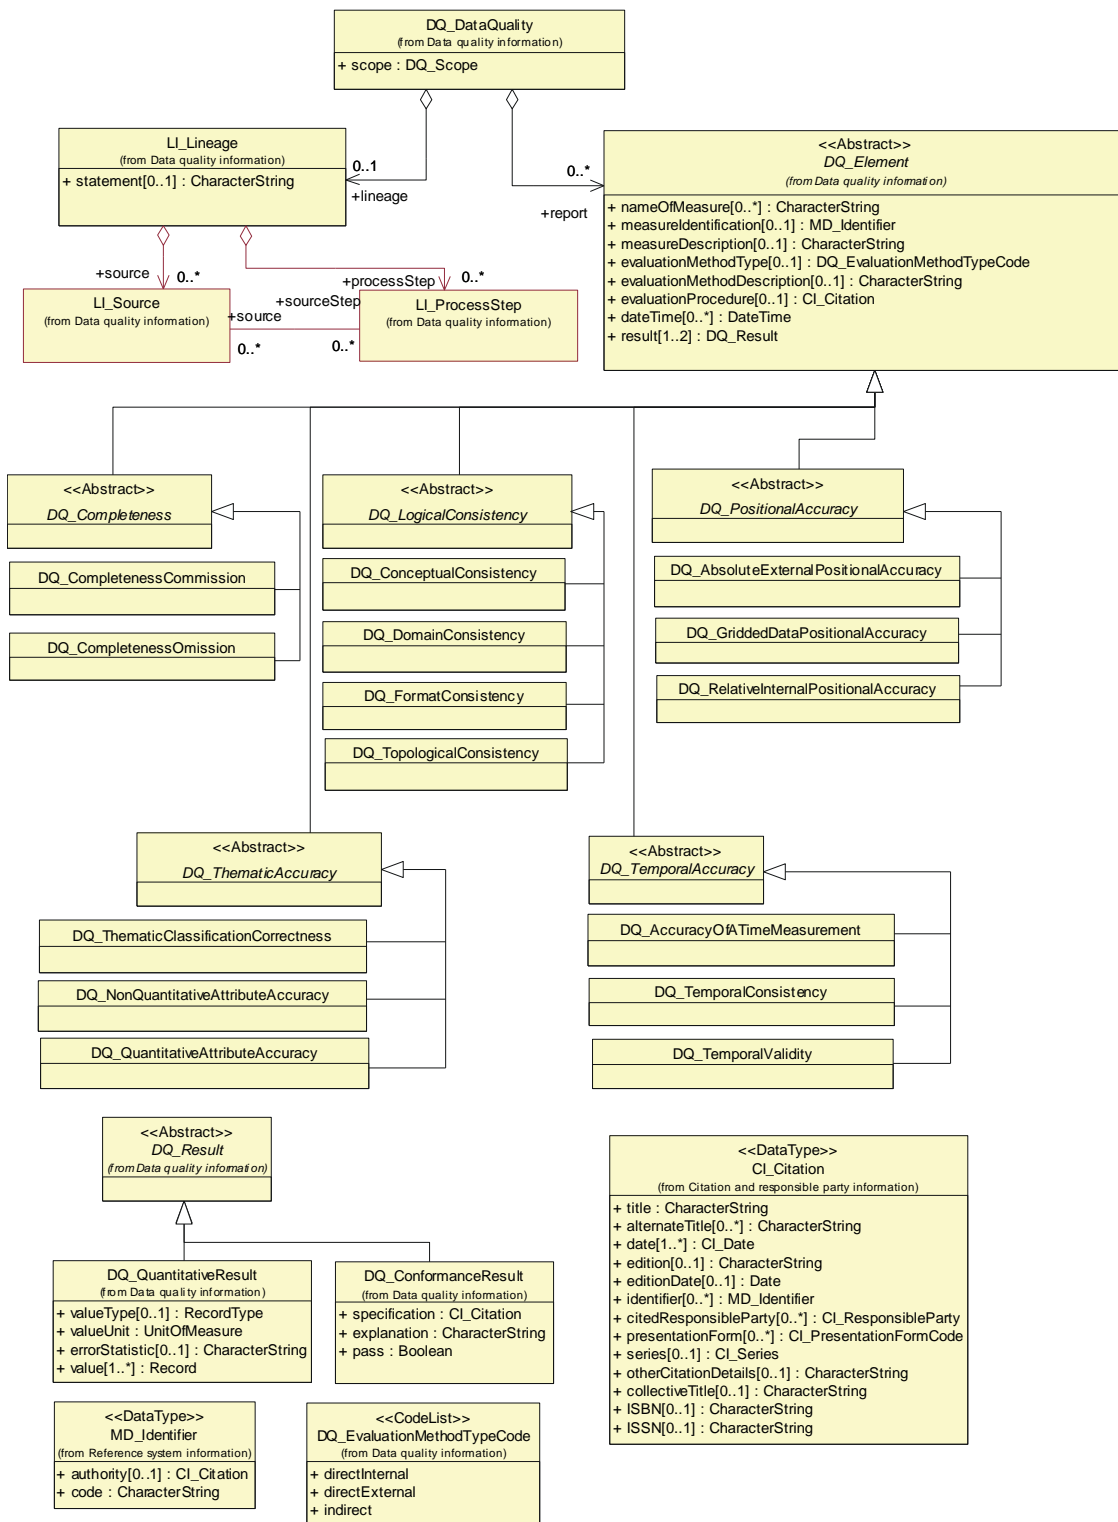 DQ_DataQuality
(from Data quality information)
+ scope : DQ_Scope
LI_Lineage
(from Data quality information)
+ statement[0..1] : CharacterString
0..1
+lineage
0..*
+report
<<Abstract>>
DQ_Element
(from Data quality information)
+ nameOfMeasure[0..*] : CharacterString
+ measureIdentification[0..1] : MD_Identifier
+ measureDescription[0..1] : CharacterString
+ evaluationMethodType[0..1] : DQ_EvaluationMethodTypeCode
+ evaluationMethodDescription[0..1] : CharacterString
+ evaluationProcedure[0..1] : CI_Citation
+ dateTime[0..*] : DateTime
+ result[1..2] : DQ_Result
+source
0..*
+processStep
0..*
LI_Source
(from Data quality information)
+source
0..*
+sourceStep
0..*
LI_ProcessStep
(from Data quality information)
<<Abstract>>
DQ_Completeness
DQ_CompletenessCommission
DQ_CompletenessOmission
<<Abstract>>
DQ_LogicalConsistency
DQ_ConceptualConsistency
DQ_DomainConsistency
DQ_FormatConsistency
DQ_TopologicalConsistency
<<Abstract>>
DQ_PositionalAccuracy
DQ_AbsoluteExternalPositionalAccuracy
DQ_GriddedDataPositionalAccuracy
DQ_RelativeInternalPositionalAccuracy
<<Abstract>>
DQ_ThematicAccuracy
DQ_ThematicClassificationCorrectness
DQ_NonQuantitativeAttributeAccuracy
DQ_QuantitativeAttributeAccuracy
<<Abstract>>
DQ_TemporalAccuracy
DQ_AccuracyOfATimeMeasurement
DQ_TemporalConsistency
DQ_TemporalValidity
<<Abstract>>
DQ_Result
(from Data quality information)
DQ_QuantitativeResult
(from Data quality information)
+ valueType[0..1] : RecordType
+ valueUnit : UnitOfMeasure
+ errorStatistic[0..1] : CharacterString
+ value[1..*] : Record
DQ_ConformanceResult
(from Data quality information)
+ specification : CI_Citation
+ explanation : CharacterString
+ pass : Boolean
<<DataType>>
CI_Citation
(from Citation and responsible party information)
+ title : CharacterString
+ alternateTitle[0..*] : CharacterString
+ date[1..*] : CI_Date
+ edition[0..1] : CharacterString
+ editionDate[0..1] : Date
+ identifier[0..*] : MD_Identifier
+ citedResponsibleParty[0..*] : CI_ResponsibleParty
+ presentationForm[0..*] : CI_PresentationFormCode
+ series[0..1] : CI_Series
+ otherCitationDetails[0..1] : CharacterString
+ collectiveTitle[0..1] : CharacterString
+ ISBN[0..1] : CharacterString
+ ISSN[0..1] : CharacterString
<<DataType>>
MD_Identifier
(from Reference system information)
+ authority[0..1] : CI_Citation
+ code : CharacterString
<<CodeList>>
DQ_EvaluationMethodTypeCode
(from Data quality information)
+ directInternal
+ directExternal
+ indirect